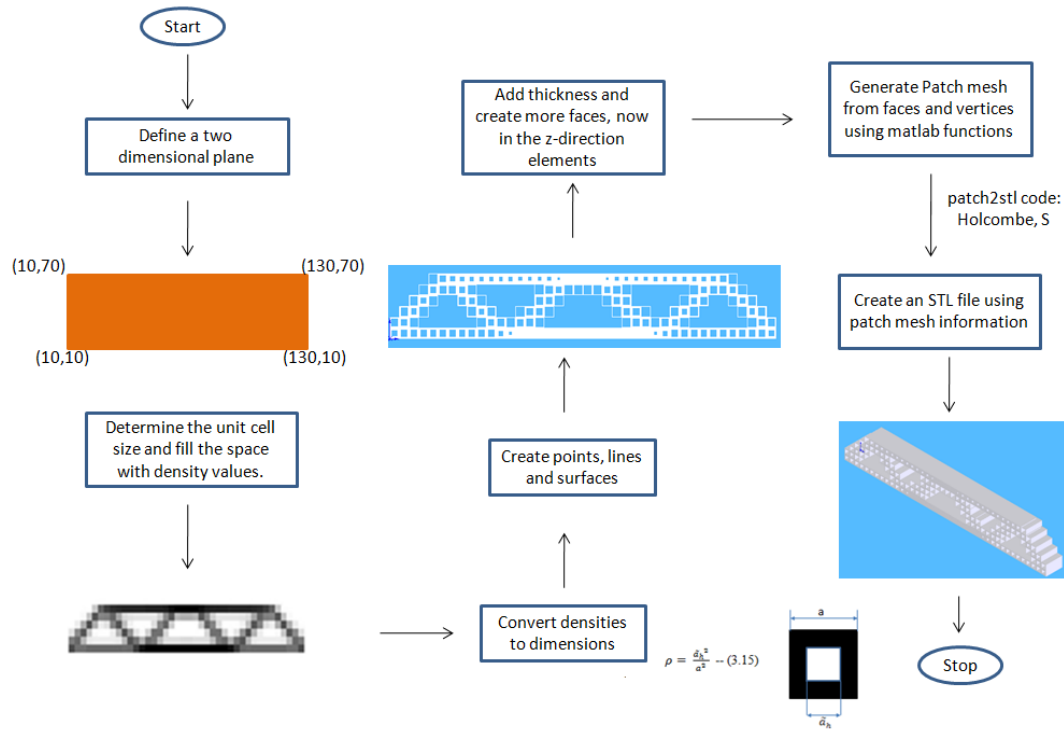 Start
Define a two
dimensional plane
(10,70)
(130,70)
(10,10)
(130,10)
Determine the unit cell
size and fill the space
with density values.
Convert densities
to dimensions
ρ = ã_h² / a² -- (3.15)
a
ã_h
Create points, lines
and surfaces
Add thickness and
create more faces, now
in the z-direction
elements
Generate Patch mesh
from faces and vertices
using matlab functions
patch2stl code:
Holcombe, S
Create an STL file using
patch mesh information
Stop